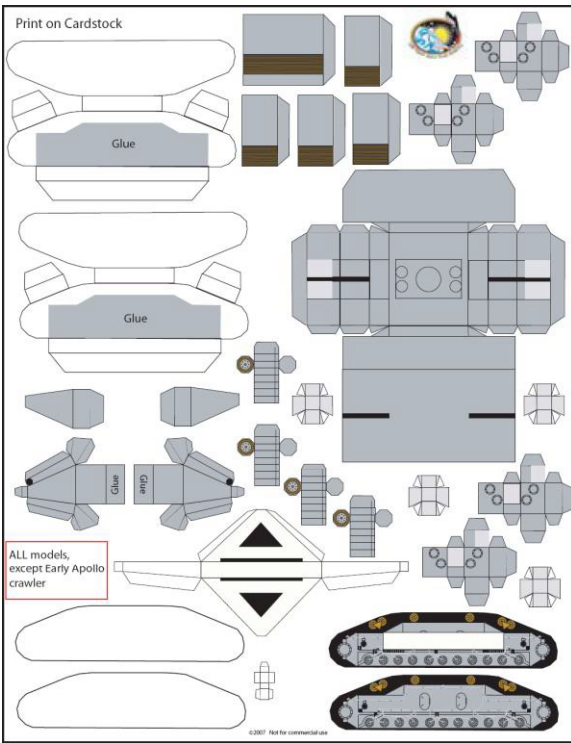 Print on Cardstock
Glue
Glue
Glue
Glue
ALL models,
except Early Apollo
crawler
©2007 Not for commercial use